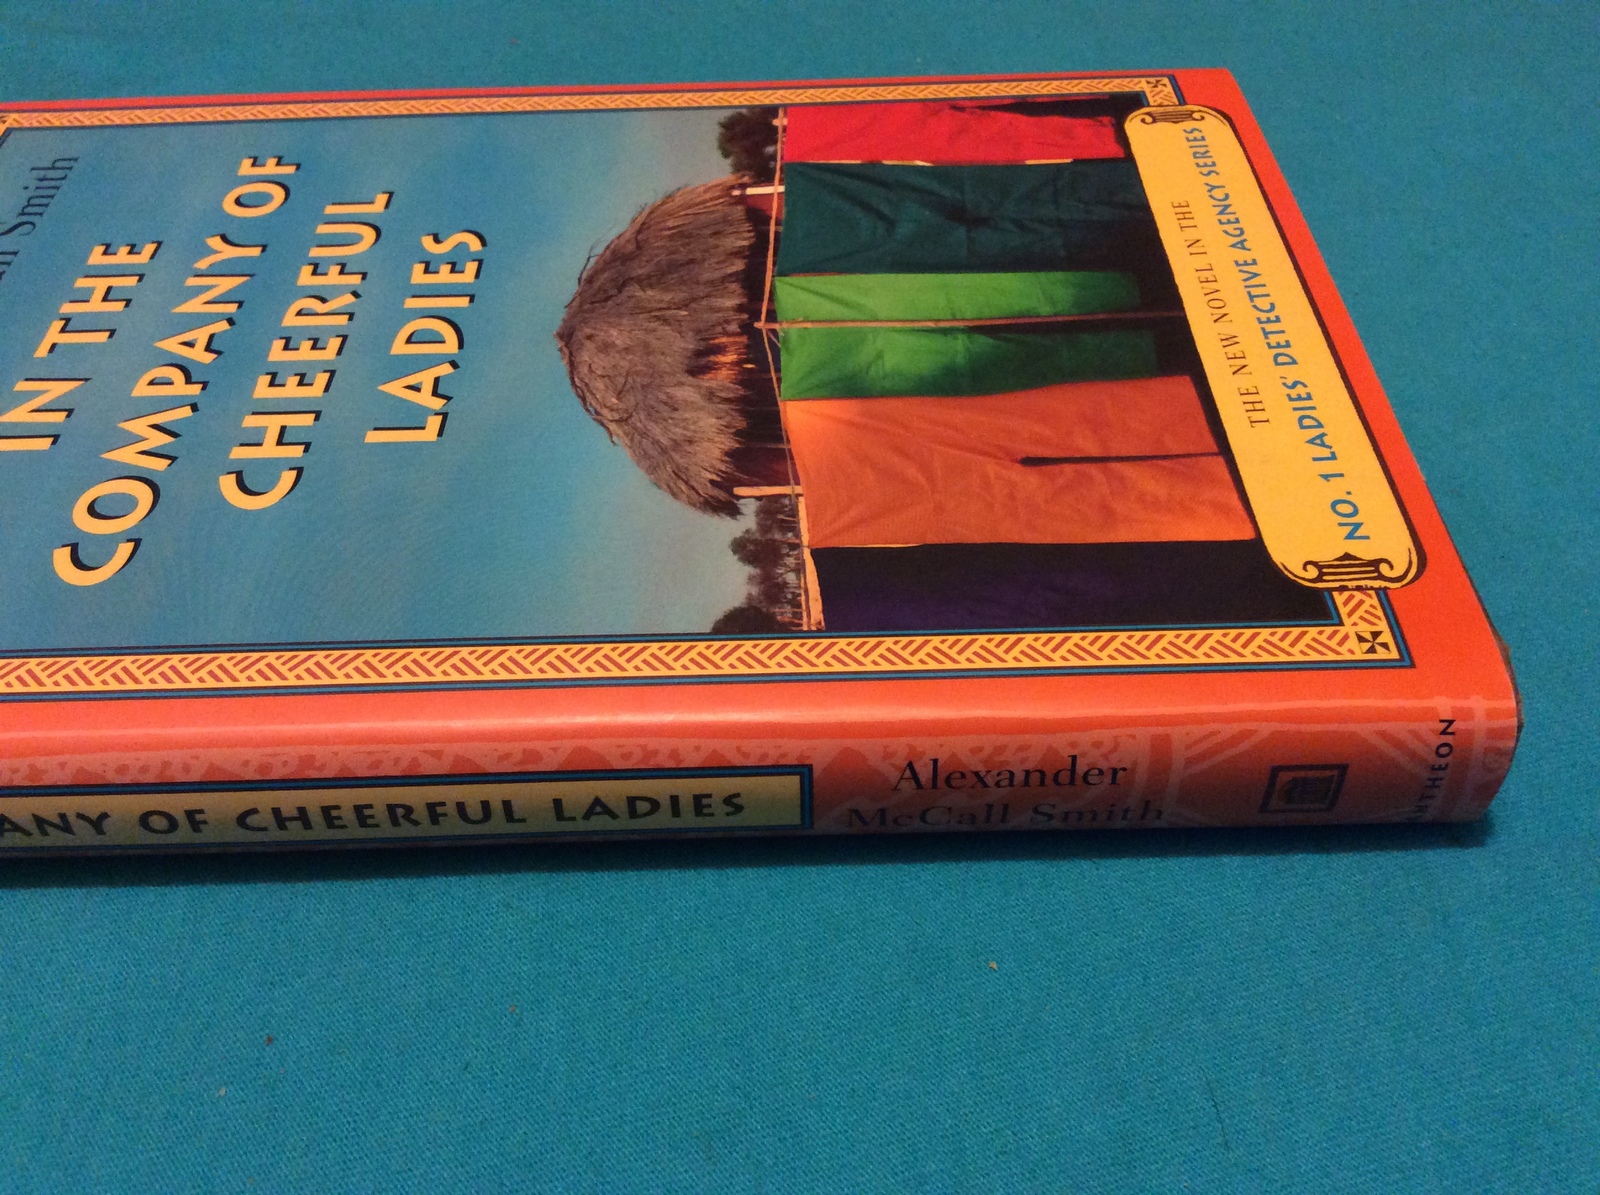 Smith
IN THE
COMPANY OF
CHEERFUL
LADIES
THE NEW NOVEL IN THE
NO. 1 LADIES' DETECTIVE AGENCY SERIES
ANY OF CHEERFUL LADIES
Alexander
McCall Smith
ANTHEON